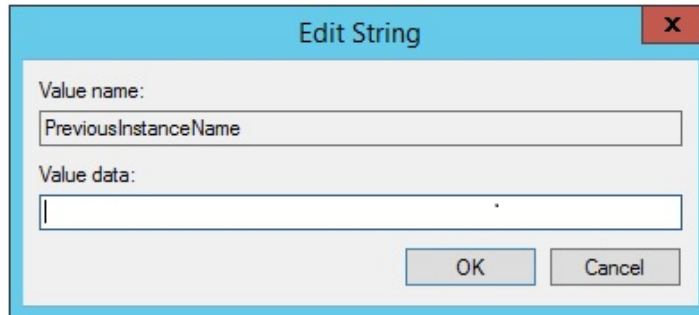 Edit String
x
Value name:
PreviousInstanceName
Value data:
OK Cancel